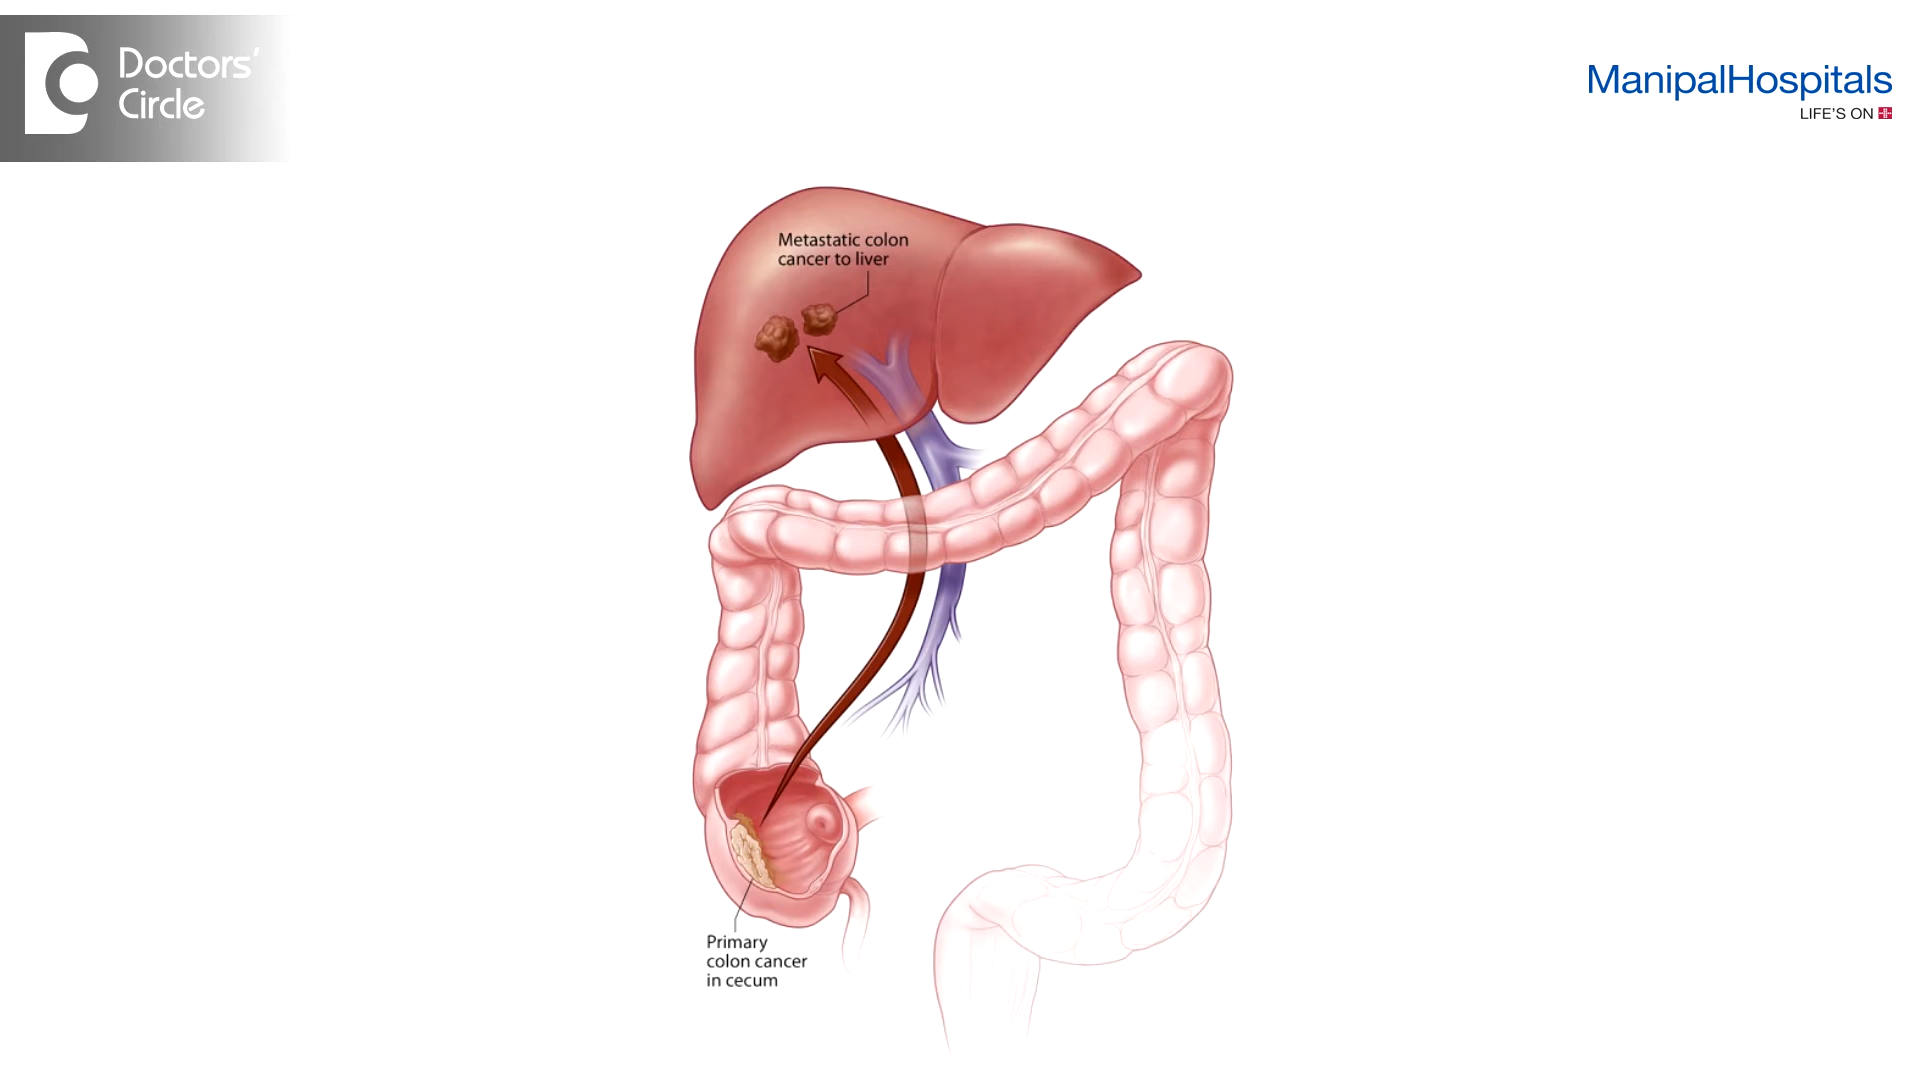 Doctors'
Circle
ManipalHospitals
LIFE'S ON
Metastatic colon
cancer to liver
Primary
colon cancer
in cecum